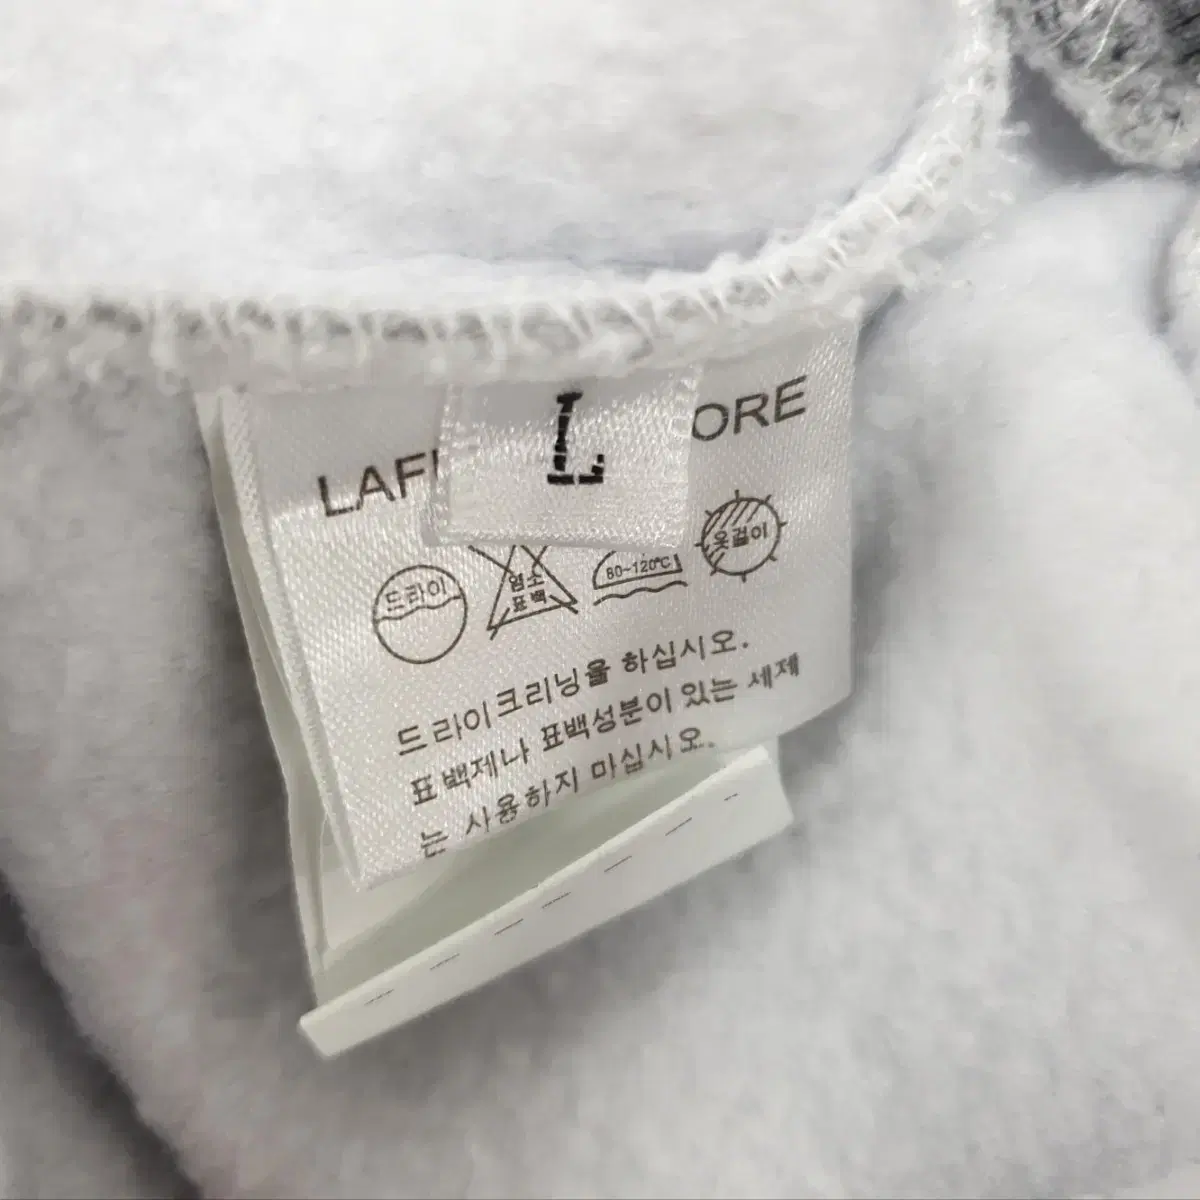 L
드라이
염소
표백
80~120℃
옷걸이
드라이크리닝을 하십시오.
표백제나 표백성분이 있는 세제
는 사용하지 마십시오.